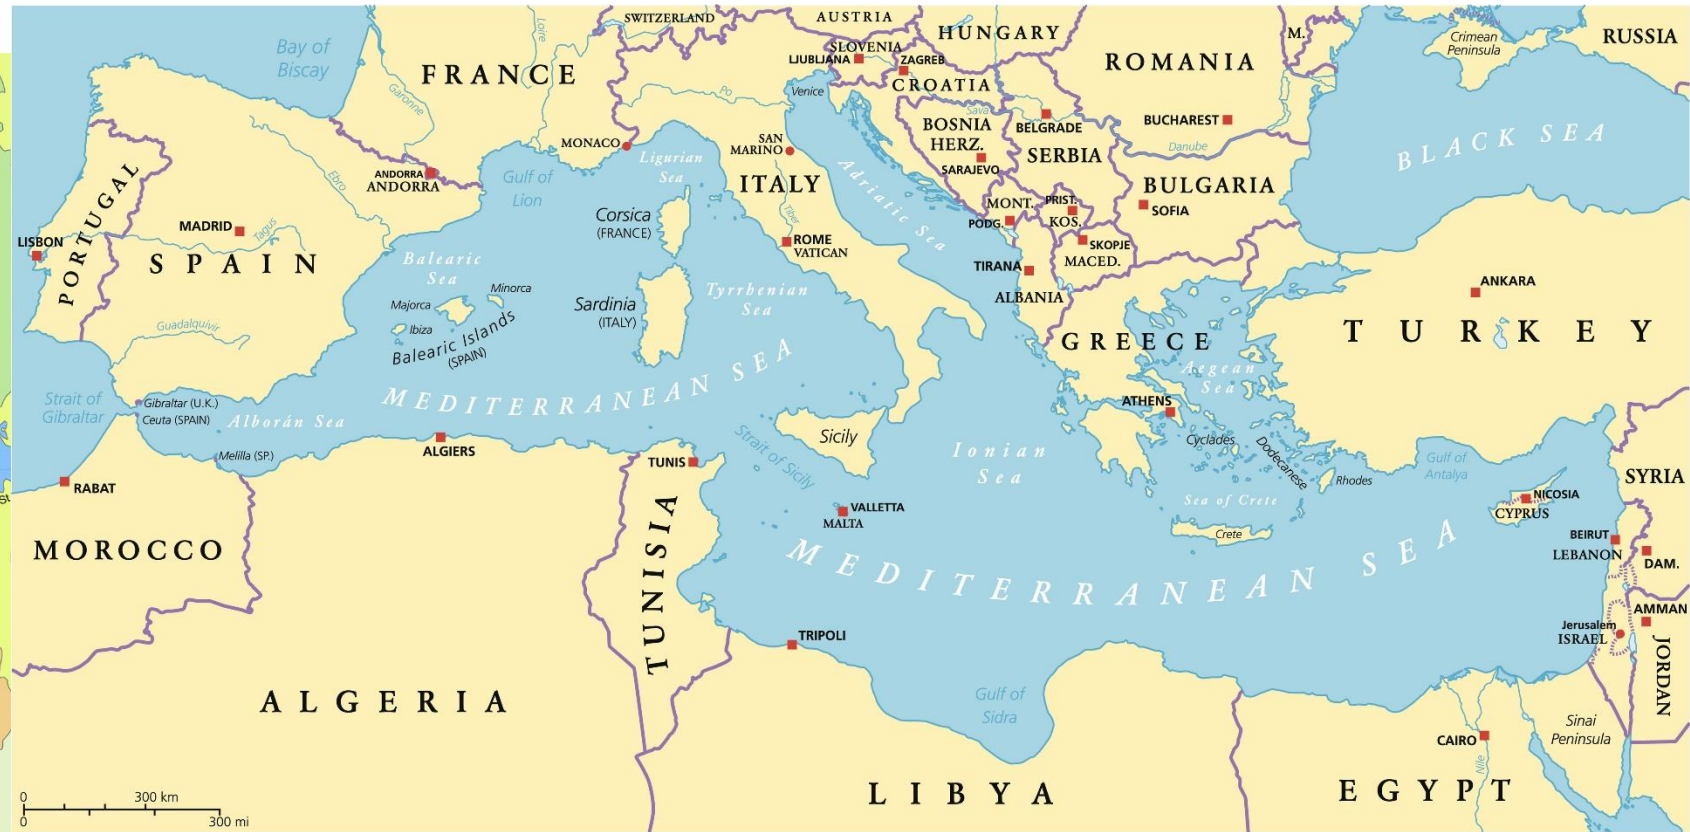 SWITZERLAND
AUSTRIA
HUNGARY
M.
Crimean
Peninsula
RUSSIA
Bay of
Biscay
Loire
FRANCE
Garonne
SLOVENIA
LJUBLJANA
ZAGREB
CROATIA
ROMANIA
Po
Venice
Sava
BELGRADE
BUCHAREST
BLACK SEA
MONACO
Ligurian
Sea
SAN
MARINO
BOSNIA
HERZ.
SARAJEVO
SERBIA
Danube
ANDORRA
ANDORRA
Ebro
Gulf of
Lion
ITALY
Adriatic Sea
BULGARIA
SOFIA
PORTUGAL
LISBON
MADRID
Tagus
SPAIN
Corsica
(FRANCE)
Tiber
ROME
VATICAN
MONT.
PODG.
PRIST.
KOS.
SKOPJE
MACED.
TIRANA
ALBANIA
Balearic
Sea
Minorca
Majorca
Ibiza
Balearic Islands
(SPAIN)
Sardinia
(ITALY)
Tyrrhenian
Sea
ANKARA
TURKEY
Guadalquivir
GREECE
Aegean
Sea
MEDITERRANEAN SEA
Strait of
Gibraltar
Gibraltar (U.K.)
Ceuta (SPAIN)
Alborán Sea
ATHENS
Melilla (SP.)
ALGIERS
TUNIS
Strait of Sicily
Sicily
Ionian
Sea
Cyclades
Dodecanese
Rhodes
Gulf of
Antalya
SYRIA
RABAT
VALLETTA
MALTA
Sea of Crete
Crete
NICOSIA
CYPRUS
MOROCCO
TUNISIA
MEDITERRANEAN SEA
BEIRUT
LEBANON
DAM.
AMMAN
Jerusalem
ISRAEL
JORDAN
TRIPOLI
ALGERIA
Gulf of
Sidra
LIBYA
CAIRO
Nile
EGYPT
Sinai
Peninsula
0
300 km
0
300 mi